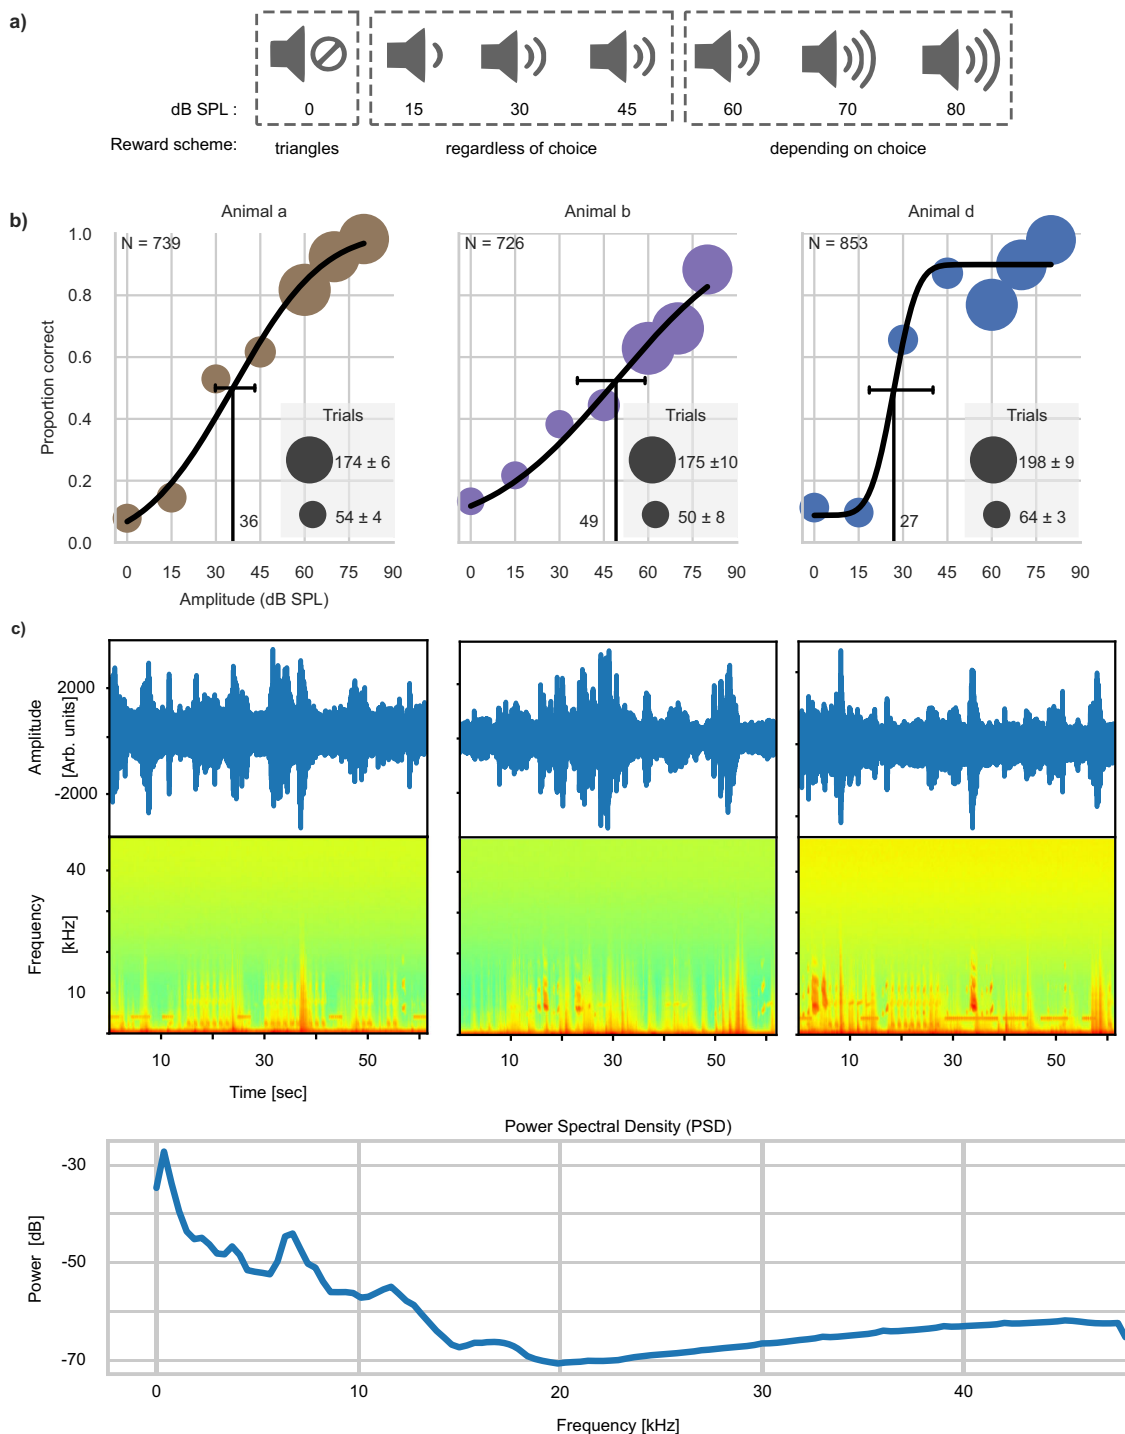 a)
dB SPL : 0 15 30 45 60 70 80
Reward scheme: triangles regardless of choice depending on choice
b)
Animal a Animal b Animal d
Proportion correct
1.0
0.8
0.6
0.4
0.2
0.0
N = 739
Trials
174 ± 6
54 ± 4
36
0 15 30 45 60 75 90
Amplitude (dB SPL)
N = 726
Trials
175 ±10
50 ± 8
49
0 15 30 45 60 75 90
N = 853
Trials
198 ± 9
64 ± 3
27
0 15 30 45 60 75 90
c)
Amplitude
[Arb. units]
2000
-2000
Frequency
[kHz]
40
10
10 30 50
Time [sec]
10 30 50
10 30 50
Power Spectral Density (PSD)
Power [dB]
-30
-50
-70
0 10 20 30 40
Frequency [kHz]